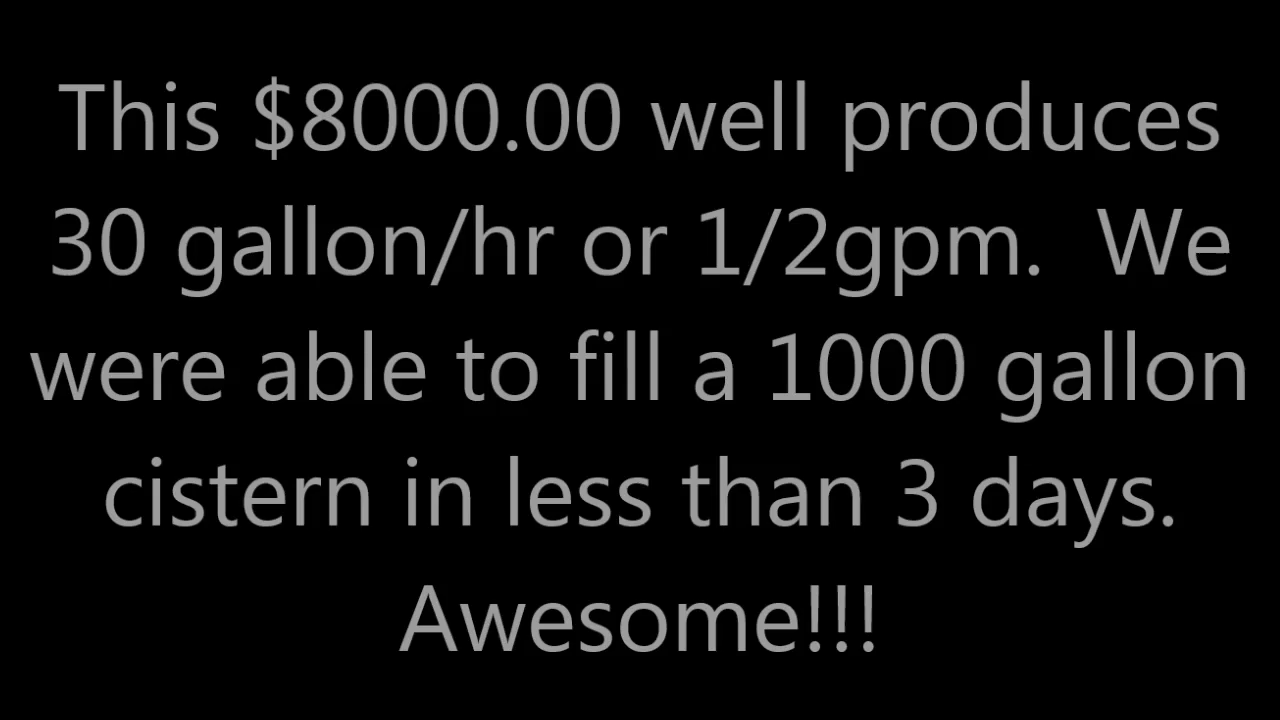 This $8000.00 well produces
30 gallon/hr or 1/2gpm.  We
were able to fill a 1000 gallon
cistern in less than 3 days.
Awesome!!!